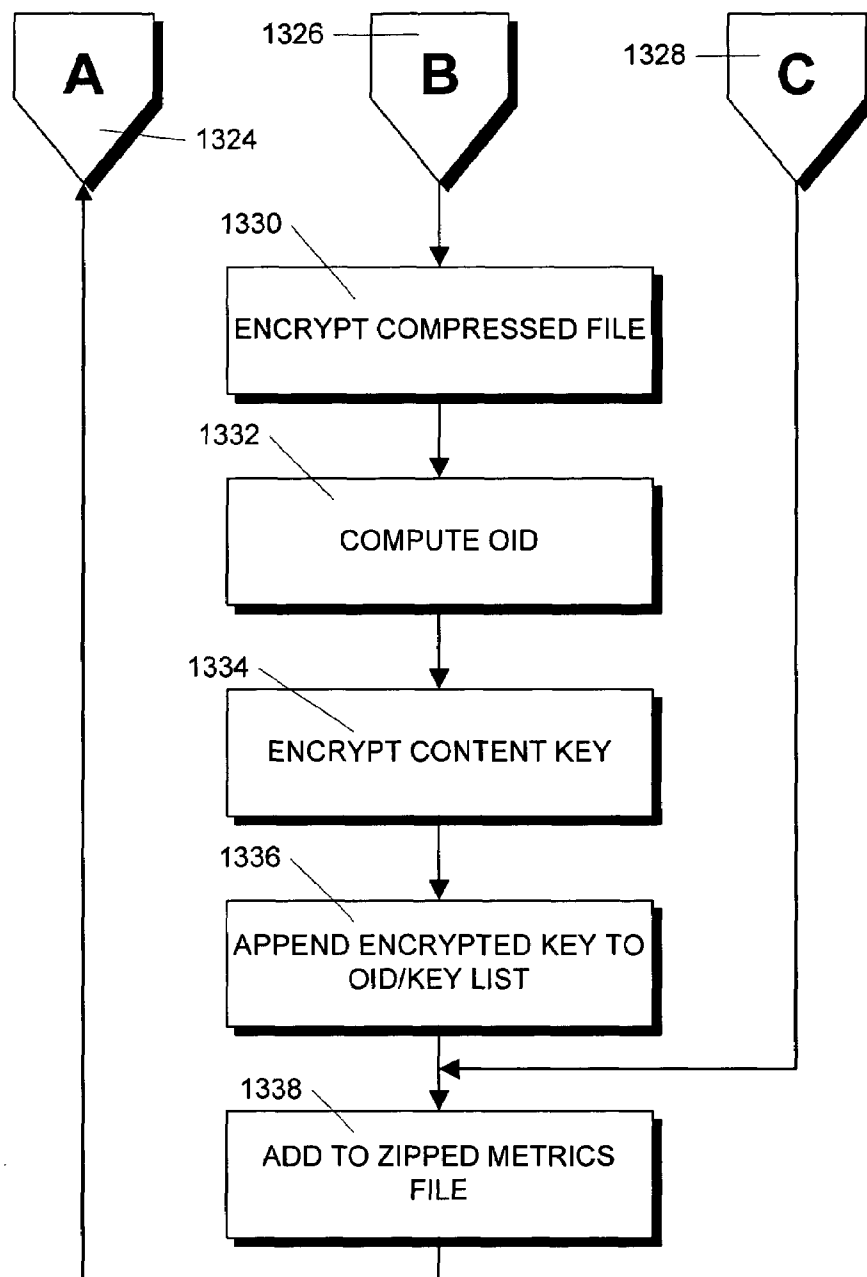 A
1324
1326
B
1328
C
1330
ENCRYPT COMPRESSED FILE
1332
COMPUTE OID
1334
ENCRYPT CONTENT KEY
1336
APPEND ENCRYPTED KEY TO
OID/KEY LIST
1338
ADD TO ZIPPED METRICS
FILE